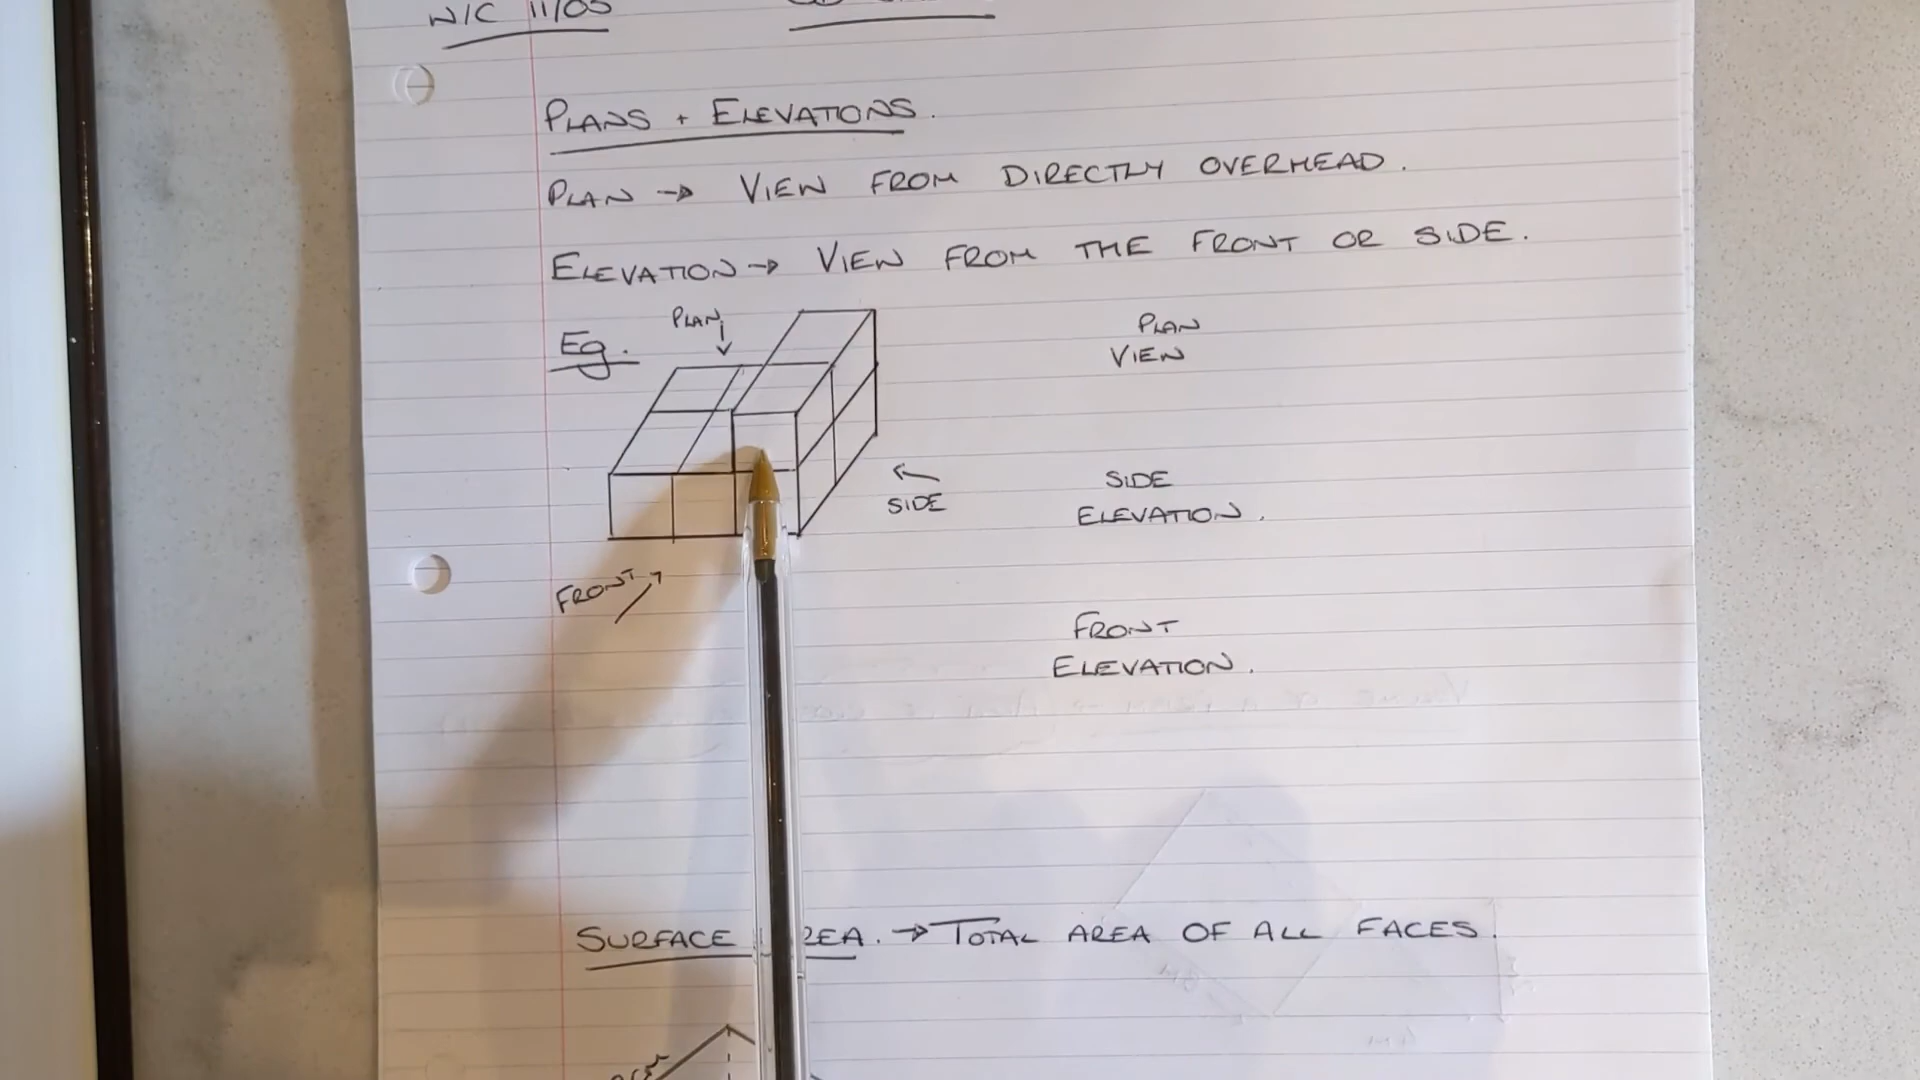 W/C 11/05
PLANS + ELEVATIONS.
PLAN → VIEW FROM DIRECTLY OVERHEAD.
ELEVATION → VIEW FROM THE FRONT OR SIDE.
Eg.
PLAN
↓
PLAN
VIEW
←
SIDE
SIDE
ELEVATION.
FRONT
FRONT
ELEVATION.
SURFACE REA. → TOTAL AREA OF ALL FACES.